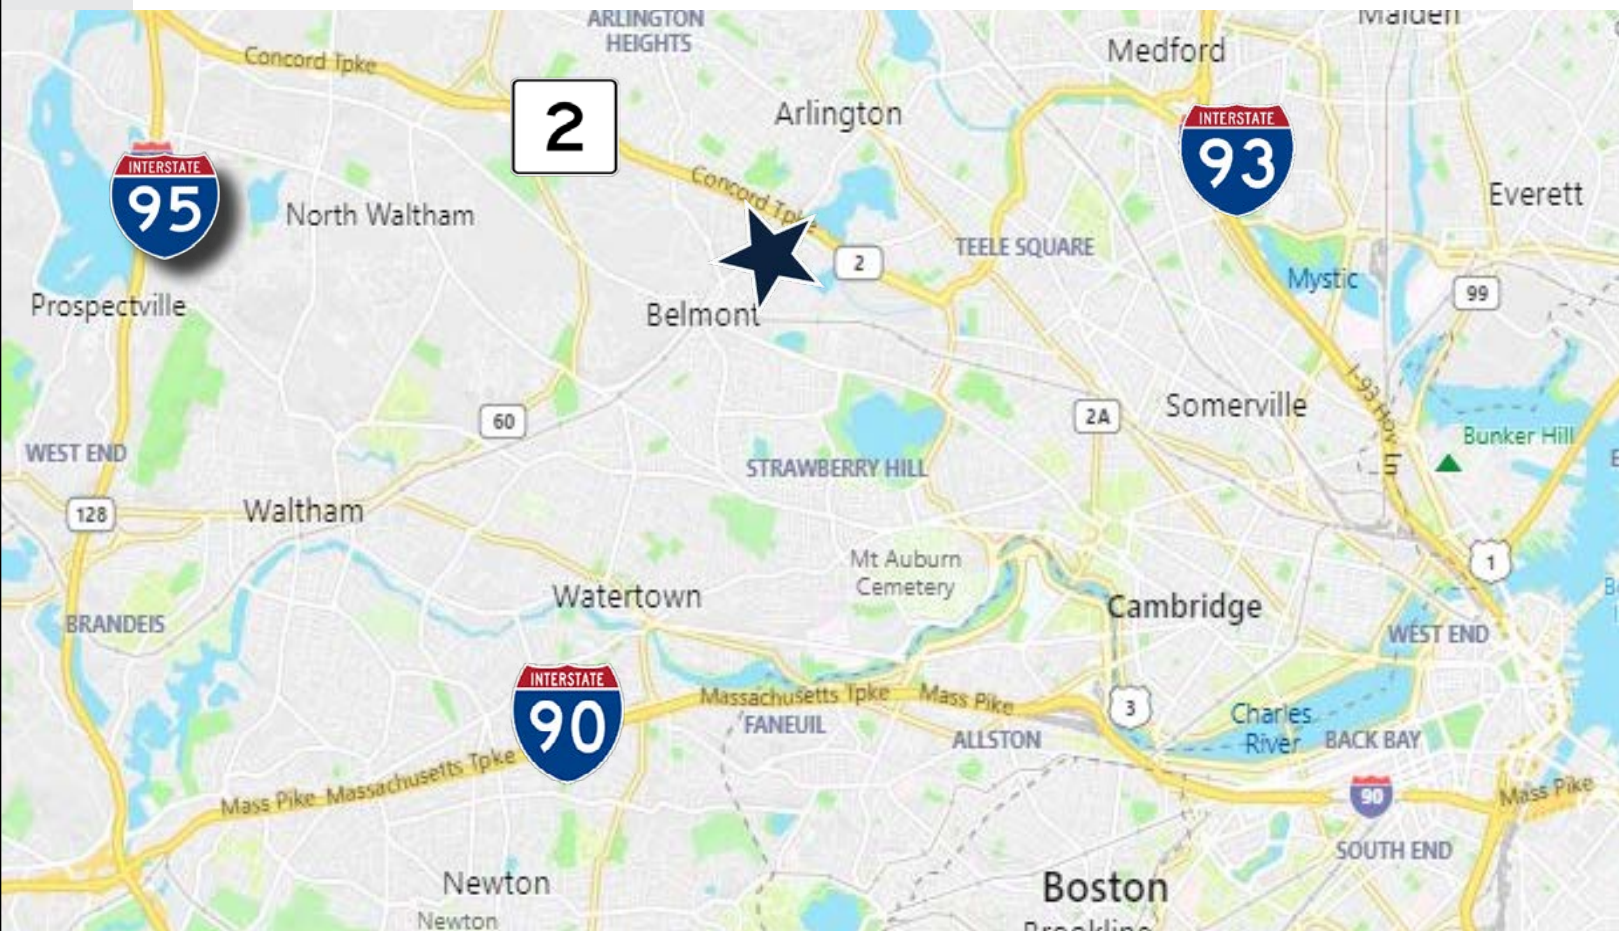 ARLINGTON
HEIGHTS
Malden
Medford
Concord Tpke
2
Arlington
INTERSTATE
93
INTERSTATE
95
Everett
Concord Tpke
North Waltham
TEELE SQUARE
2
Mystic
99
Prospectville
Belmont
I-93 Hov Ln
60
2A
Somerville
Bunker Hill
WEST END
STRAWBERRY HILL
128
Waltham
1
Mt Auburn
Cemetery
Watertown
Cambridge
BRANDEIS
WEST END
INTERSTATE
90
Massachusetts Tpke
Mass Pike
3
FANEUIL
ALLSTON
Charles
River
BACK BAY
Mass Pike
Massachusetts Tpke
90
Mass Pike
SOUTH END
Newton
Boston
Newton
Brookline